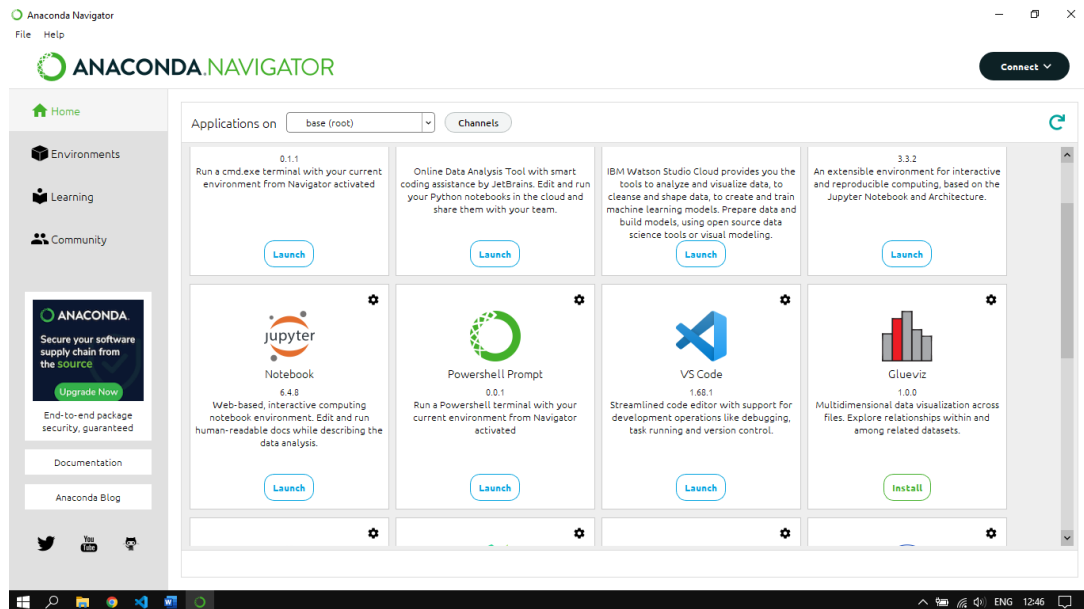 Anaconda Navigator
File Help
ANACONDA.NAVIGATOR
Connect
Home
Environments
Learning
Community
ANACONDA.
Secure your software
supply chain from
the source
Upgrade Now
End-to-end package
security, guaranteed
Documentation
Anaconda Blog
You
Tube
Applications on base (root) Channels
0.1.1
Run a cmd.exe terminal with your current
environment from Navigator activated
Launch
Online Data Analysis Tool with smart
coding assistance by JetBrains. Edit and run
your Python notebooks in the cloud and
share them with your team.
Launch
IBM Watson Studio Cloud provides you the
tools to analyze and visualize data, to
cleanse and shape data, to create and train
machine learning models. Prepare data and
build models, using open source data
science tools or visual modeling.
Launch
3.3.2
An extensible environment for interactive
and reproducible computing, based on the
Jupyter Notebook and Architecture.
Launch
jupyter
Notebook
6.4.8
Web-based, interactive computing
notebook environment. Edit and run
human-readable docs while describing the
data analysis.
Launch
Powershell Prompt
0.0.1
Run a Powershell terminal with your
current environment from Navigator
activated
Launch
VS Code
1.68.1
Streamlined code editor with support for
development operations like debugging,
task running and version control.
Launch
Glueviz
1.0.0
Multidimensional data visualization across
files. Explore relationships within and
among related datasets.
Install
ENG 12:46